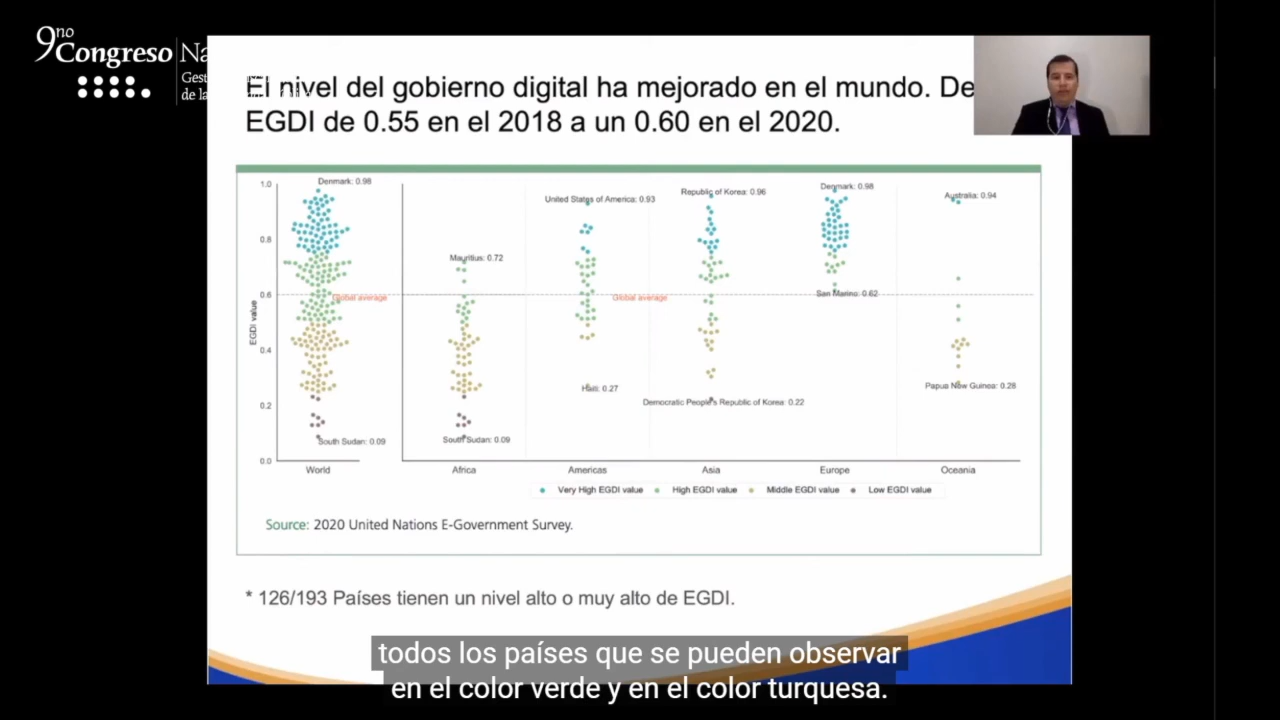 9no
Congreso Na
Gest
de la
El nivel del gobierno digital ha mejorado en el mundo. De
EGDI de 0.55 en el 2018 a un 0.60 en el 2020.
1.0
0.8
0.6
0.4
0.2
0.0
EGDI value
Denmark: 0.98
Global average
South Sudan: 0.09
Mauritius: 0.72
South Sudan: 0.09
United States of America: 0.93
Global average
Haiti: 0.27
Republic of Korea: 0.96
Democratic People's Republic of Korea: 0.22
Denmark: 0.98
San Marino: 0.62
Australia: 0.94
Papua New Guinea: 0.28
World Africa Americas Asia Europe Oceania
Very High EGDI value High EGDI value Middle EGDI value Low EGDI value
Source: 2020 United Nations E-Government Survey.
* 126/193 Países tienen un nivel alto o muy alto de EGDI.
todos los países que se pueden observar
en el color verde y en el color turquesa.